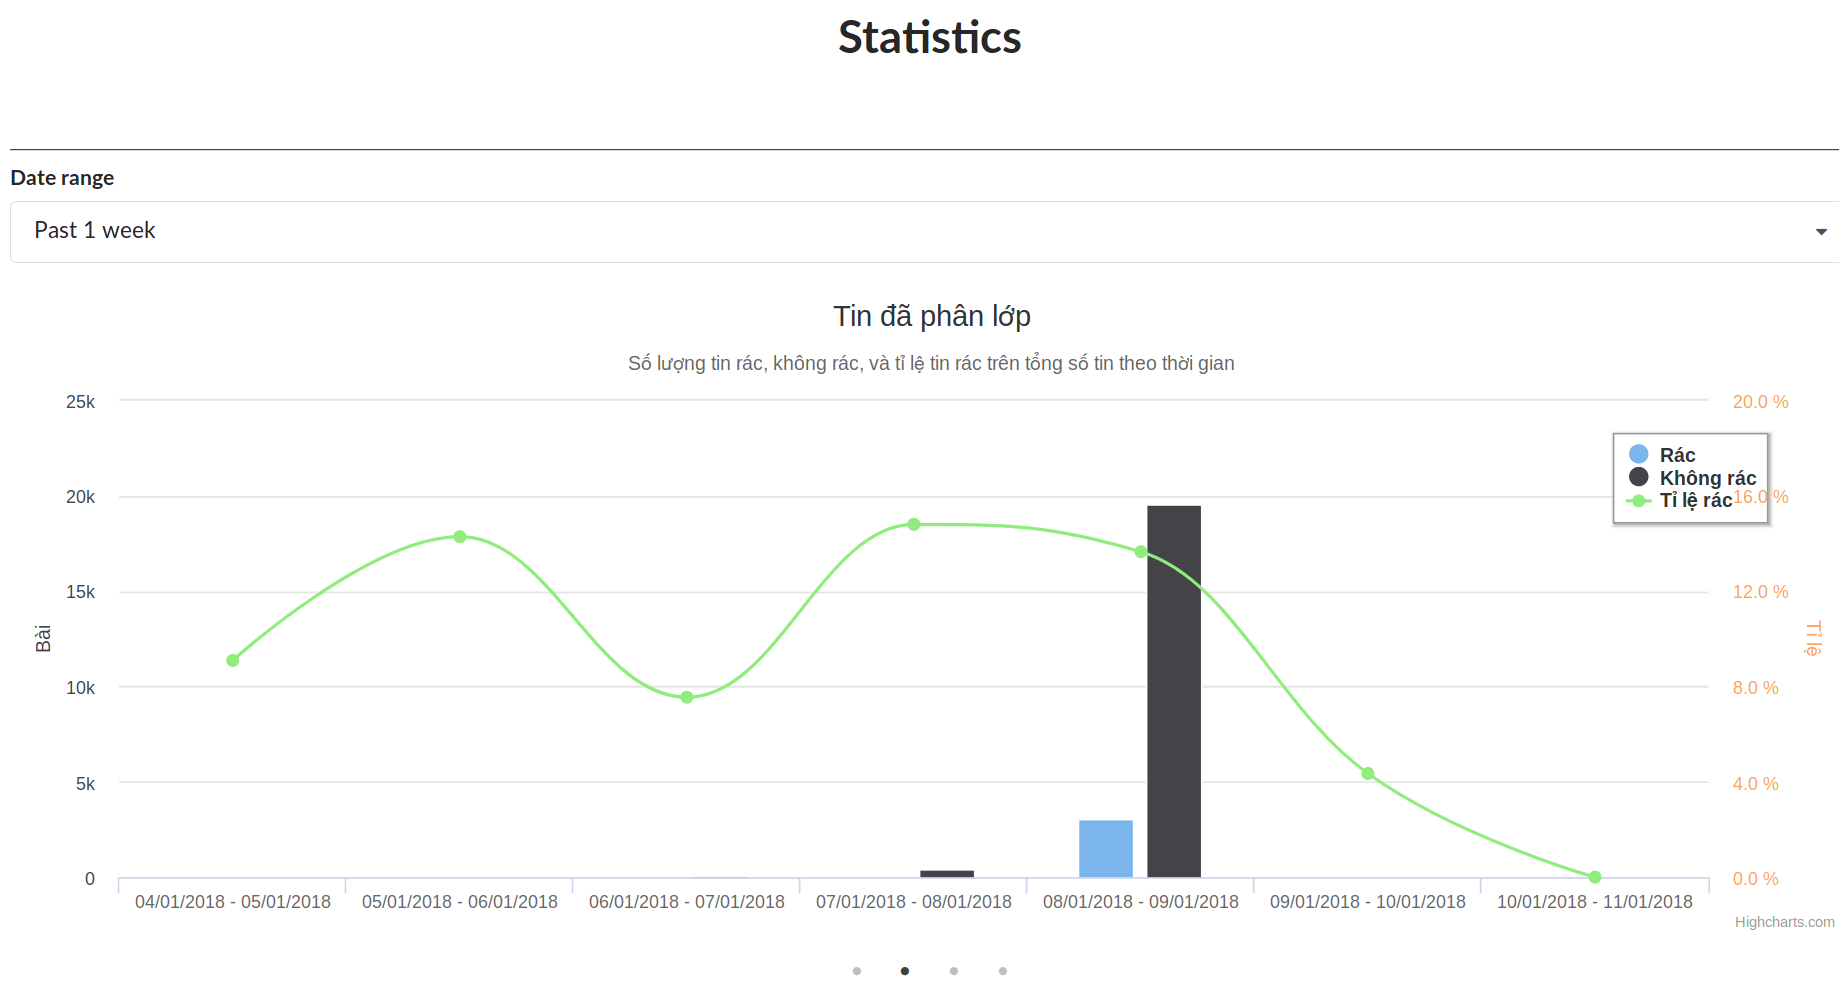 Statistics
Date range
Past 1 week
Tin đã phân lớp
Số lượng tin rác, không rác, và tỉ lệ tin rác trên tổng số tin theo thời gian
25k
20k
15k
10k
5k
0
Bài
20.0 %
16.0 %
12.0 %
8.0 %
4.0 %
0.0 %
Tỉ lệ
Rác
Không rác
Tỉ lệ rác
04/01/2018 - 05/01/2018
05/01/2018 - 06/01/2018
06/01/2018 - 07/01/2018
07/01/2018 - 08/01/2018
08/01/2018 - 09/01/2018
09/01/2018 - 10/01/2018
10/01/2018 - 11/01/2018
Highcharts.com